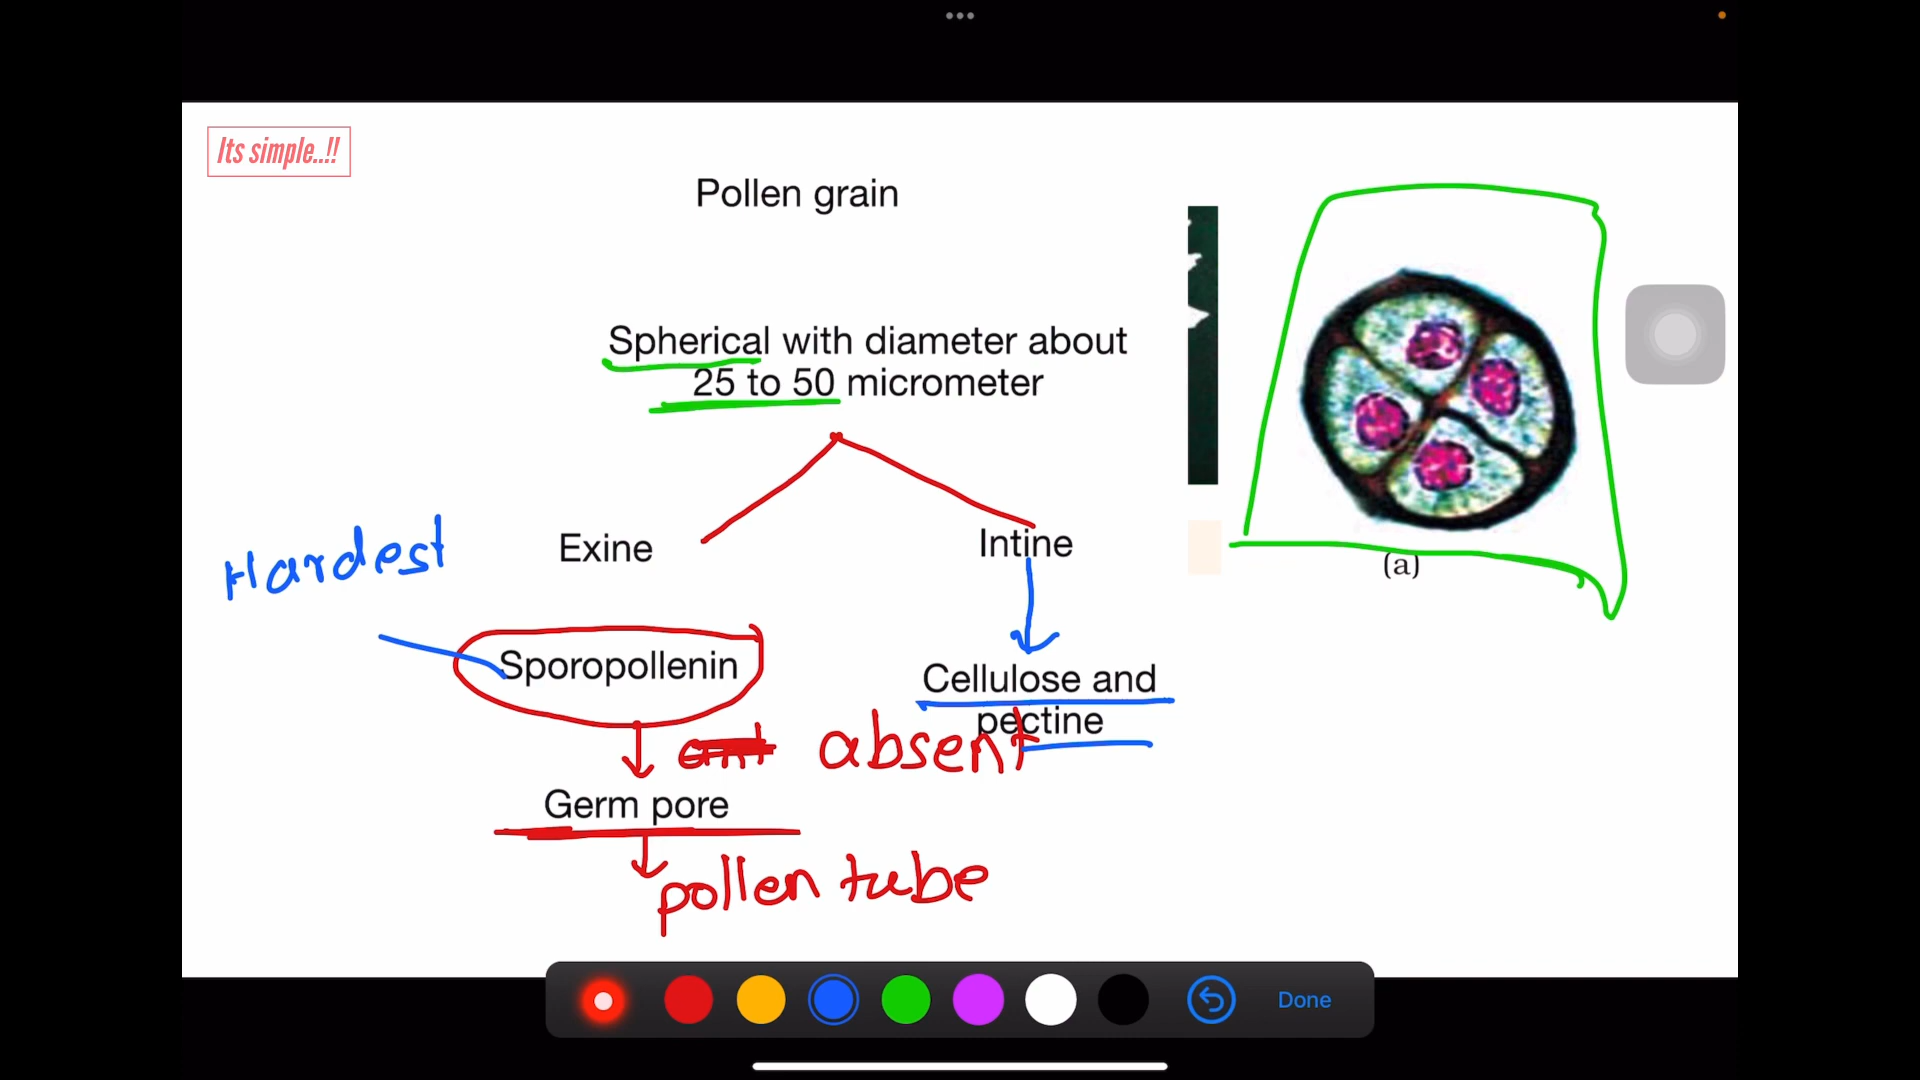 Its simple..!!
Pollen grain
Spherical with diameter about
25 to 50 micrometer
Exine
Intine
(a)
Hardest
Sporopollenin
Cellulose and
pectine
absent
Germ pore
pollen tube
Done